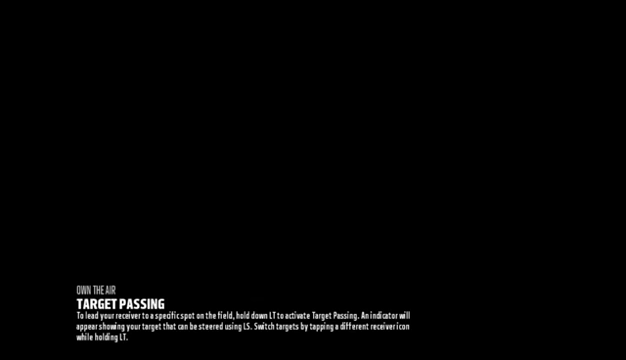 OWN THE AIR
TARGET PASSING
To lead your receiver to a specific spot on the field, hold down LT to activate Target Passing. An indicator will
appear showing your target that can be steered using LS. Switch targets by tapping a different receiver icon
while holding LT.